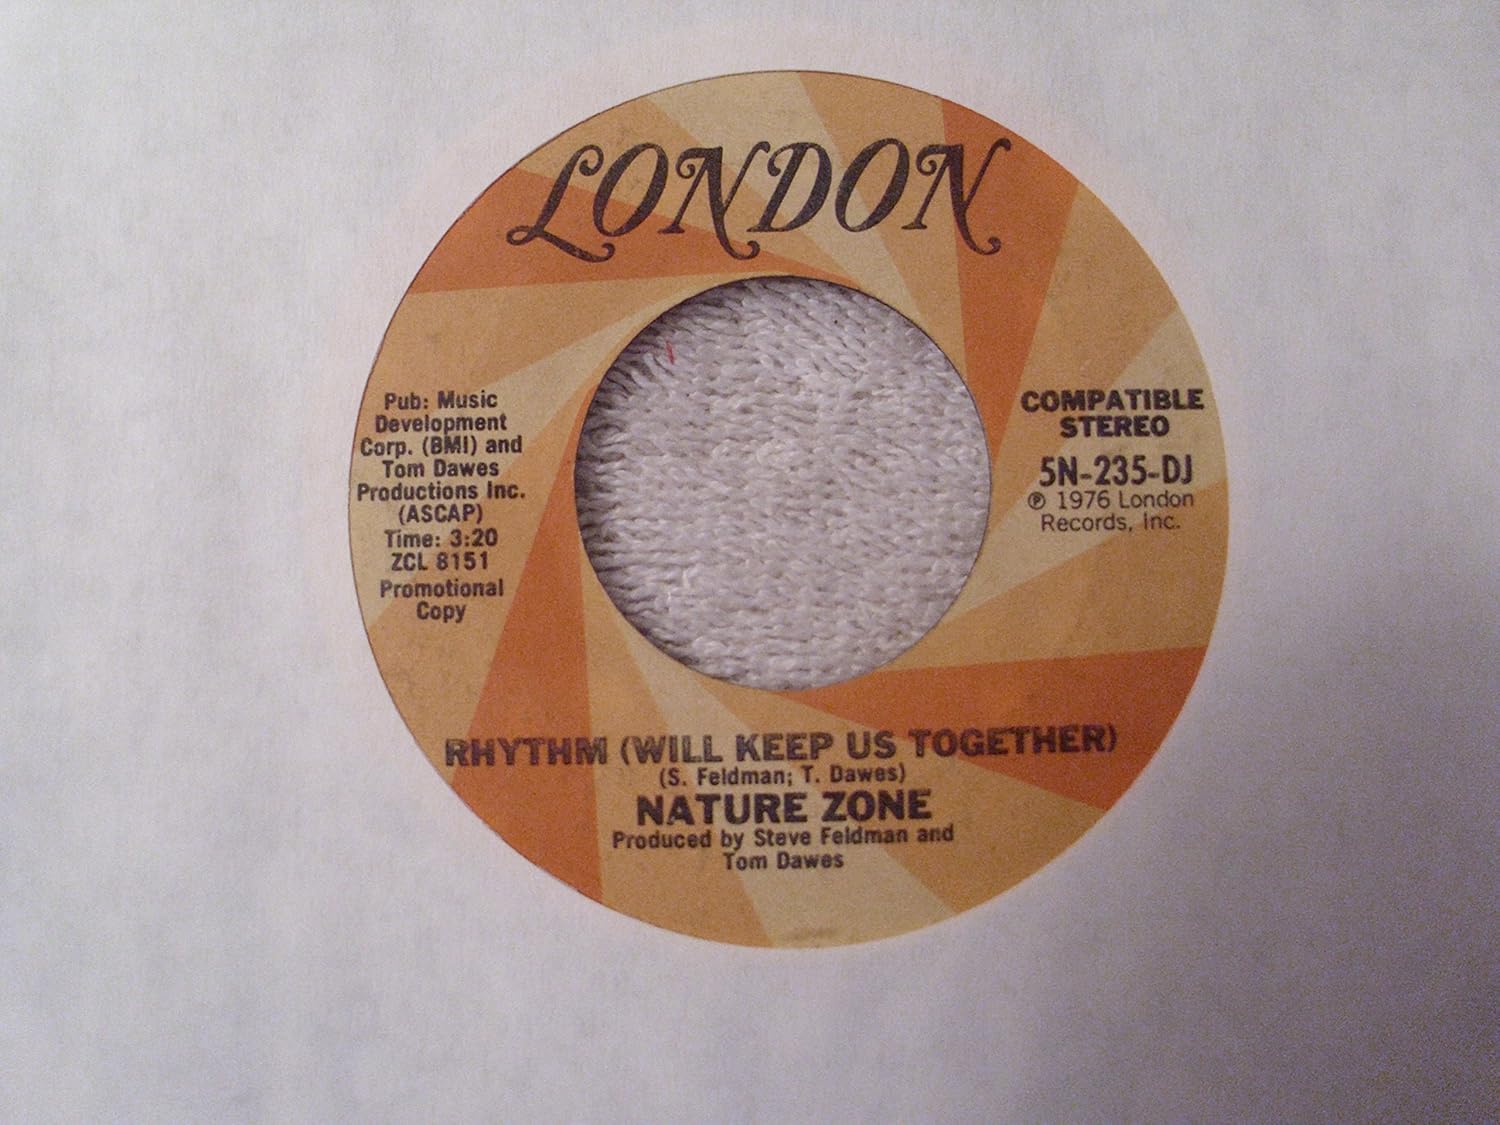 LONDON
Pub: Music
Development
Corp. (BMI) and
Tom Dawes
Productions Inc.
(ASCAP)
Time: 3:20
ZCL 8151
Promotional
Copy
COMPATIBLE
STEREO
5N-235-DJ
℗ 1976 London
Records, Inc.
RHYTHM (WILL KEEP US TOGETHER)
(S. Feldman; T. Dawes)
NATURE ZONE
Produced by Steve Feldman and
Tom Dawes